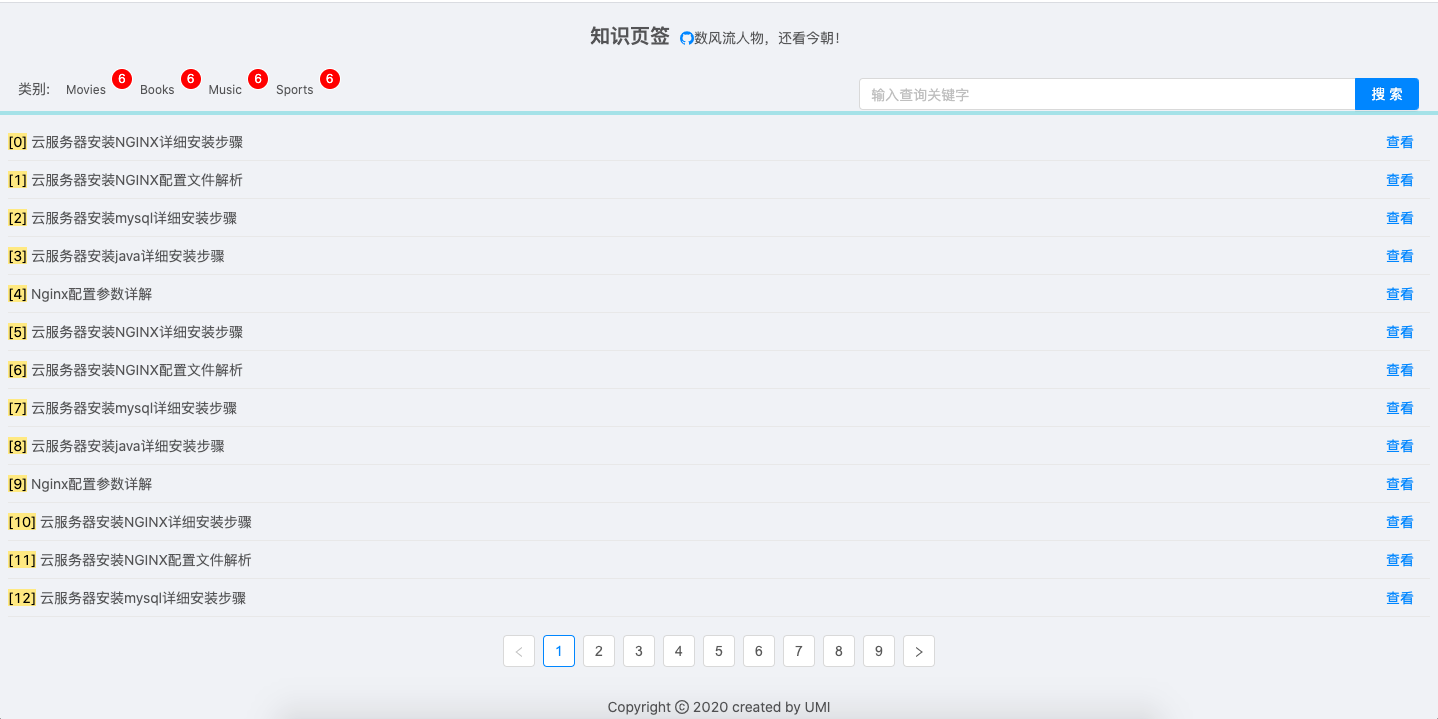 知识页签 数风流人物，还看今朝！
类别: Movies 6 Books 6 Music 6 Sports 6 输入查询关键字 搜 索
[0] 云服务器安装NGINX详细安装步骤 查看
[1] 云服务器安装NGINX配置文件解析 查看
[2] 云服务器安装mysql详细安装步骤 查看
[3] 云服务器安装java详细安装步骤 查看
[4] Nginx配置参数详解 查看
[5] 云服务器安装NGINX详细安装步骤 查看
[6] 云服务器安装NGINX配置文件解析 查看
[7] 云服务器安装mysql详细安装步骤 查看
[8] 云服务器安装java详细安装步骤 查看
[9] Nginx配置参数详解 查看
[10] 云服务器安装NGINX详细安装步骤 查看
[11] 云服务器安装NGINX配置文件解析 查看
[12] 云服务器安装mysql详细安装步骤 查看
< 1 2 3 4 5 6 7 8 9 >
Copyright © 2020 created by UMI